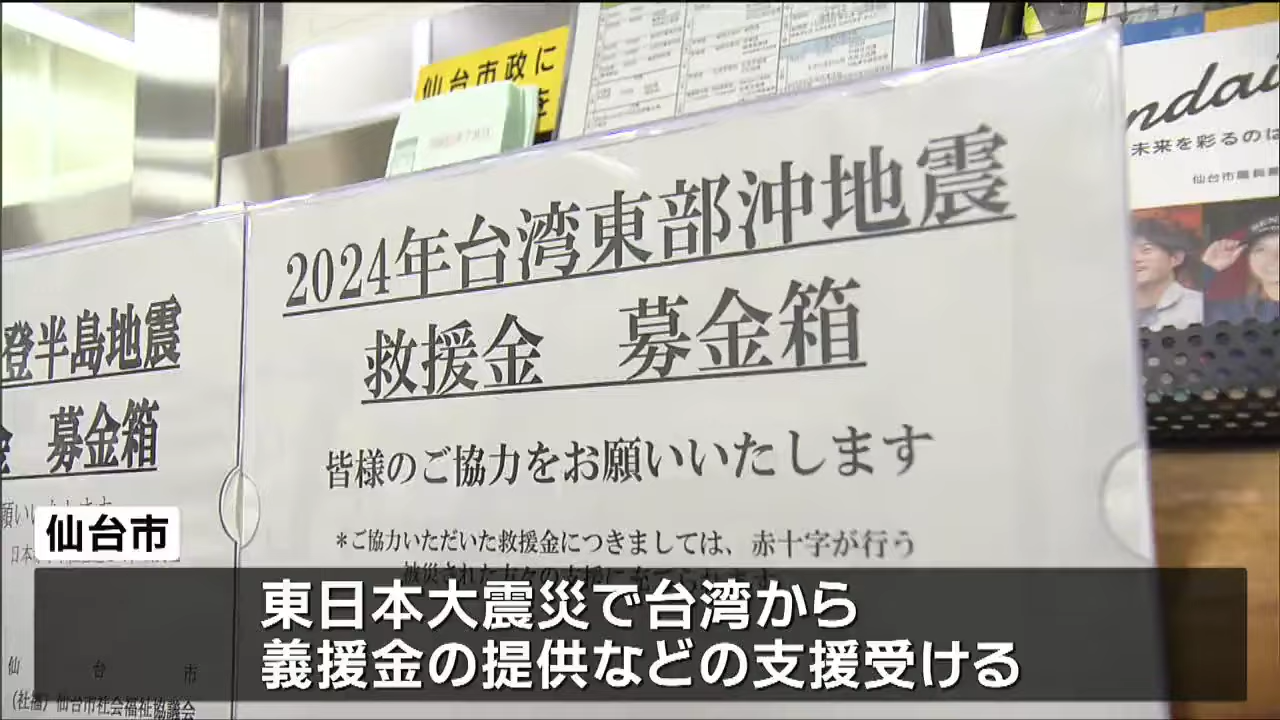 仙台市政に
ndai
未来を彩るのは
仙台市職員
2024年台湾東部沖地震
救援金　募金箱
皆様のご協力をお願いいたします
*ご協力いただいた救援金につきましては、赤十字が行う
登半島地震
募金箱
仙台市
東日本大震災で台湾から
義援金の提供などの支援受ける
仙　台　市
（社福）仙台市社会福祉協議会